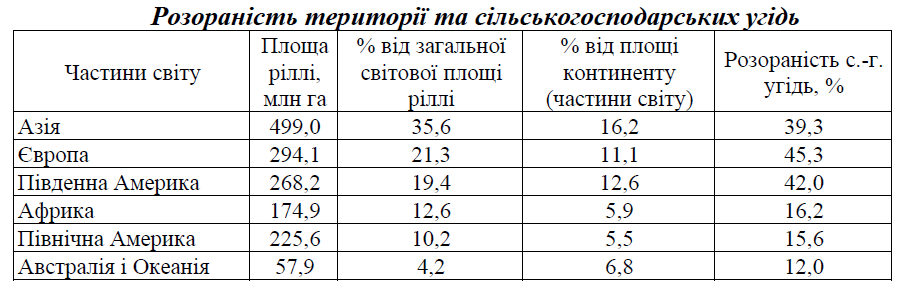 Розораність території та сільськогосподарських угідь
Частини світу | Площа ріллі, млн га | % від загальної світової площі ріллі | % від площі континенту (частини світу) | Розораність с.-г. угідь, %
Азія | 499,0 | 35,6 | 16,2 | 39,3
Європа | 294,1 | 21,3 | 11,1 | 45,3
Південна Америка | 268,2 | 19,4 | 12,6 | 42,0
Африка | 174,9 | 12,6 | 5,9 | 16,2
Північна Америка | 225,6 | 10,2 | 5,5 | 15,6
Австралія і Океанія | 57,9 | 4,2 | 6,8 | 12,0